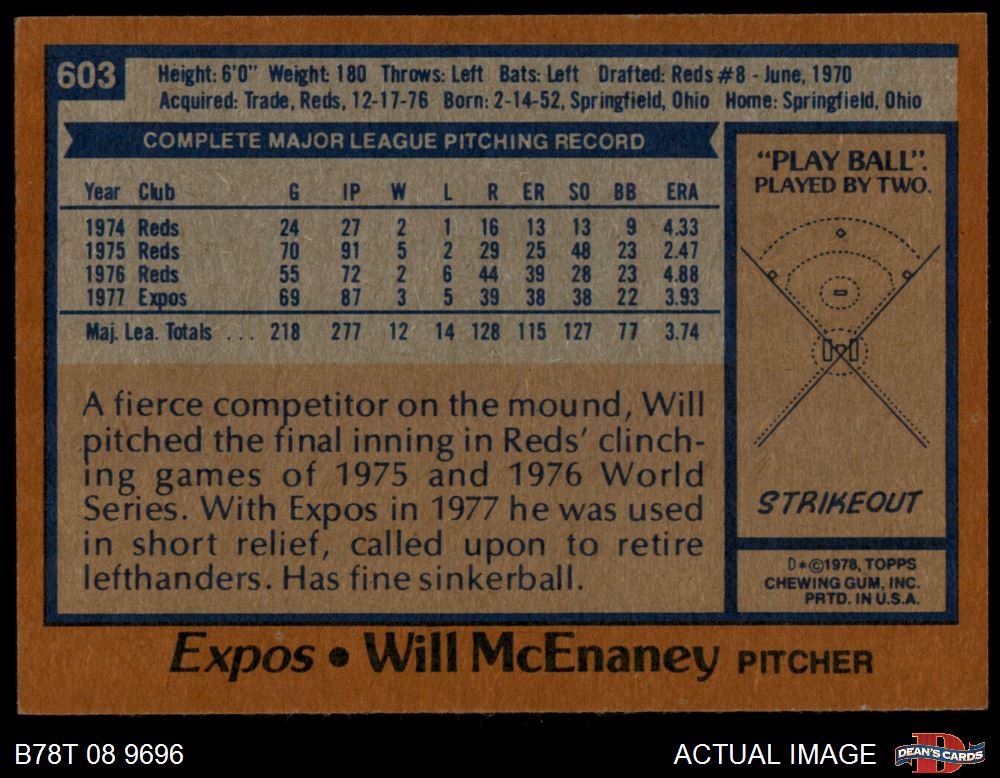 603
Height: 6'0" Weight: 180 Throws: Left Bats: Left Drafted: Reds #8 - June, 1970
Acquired: Trade, Reds, 12-17-76 Born: 2-14-52, Springfield, Ohio Home: Springfield, Ohio
COMPLETE MAJOR LEAGUE PITCHING RECORD
Year Club G IP W L R ER SO BB ERA
1974 Reds 24 27 2 1 16 13 13 9 4.33
1975 Reds 70 91 5 2 29 25 48 23 2.47
1976 Reds 55 72 2 6 44 39 28 23 4.88
1977 Expos 69 87 3 5 39 38 38 22 3.93
Maj. Lea. Totals . . . 218 277 12 14 128 115 127 77 3.74
A fierce competitor on the mound, Will
pitched the final inning in Reds' clinch-
ing games of 1975 and 1976 World
Series. With Expos in 1977 he was used
in short relief, called upon to retire
lefthanders. Has fine sinkerball.
"PLAY BALL".
PLAYED BY TWO.
STRIKEOUT
D*©1978, TOPPS
CHEWING GUM, INC.
PRTD. IN U.S.A.
Expos • Will McEnaney PITCHER
B78T 08 9696
ACTUAL IMAGE
D
DEAN'S CARDS